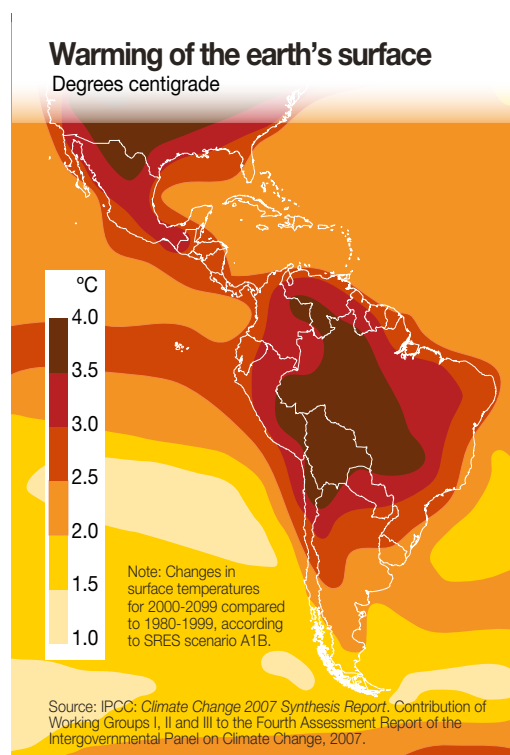 Warming of the earth’s surface
Degrees centigrade
ºC
4.0
3.5
3.0
2.5
2.0
1.5
1.0
Note: Changes in
surface temperatures
for 2000-2099 compared
to 1980-1999, according
to SRES scenario A1B.
Source: IPCC: Climate Change 2007 Synthesis Report. Contribution of
Working Groups I, II and III to the Fourth Assessment Report of the
Intergovernmental Panel on Climate Change, 2007.